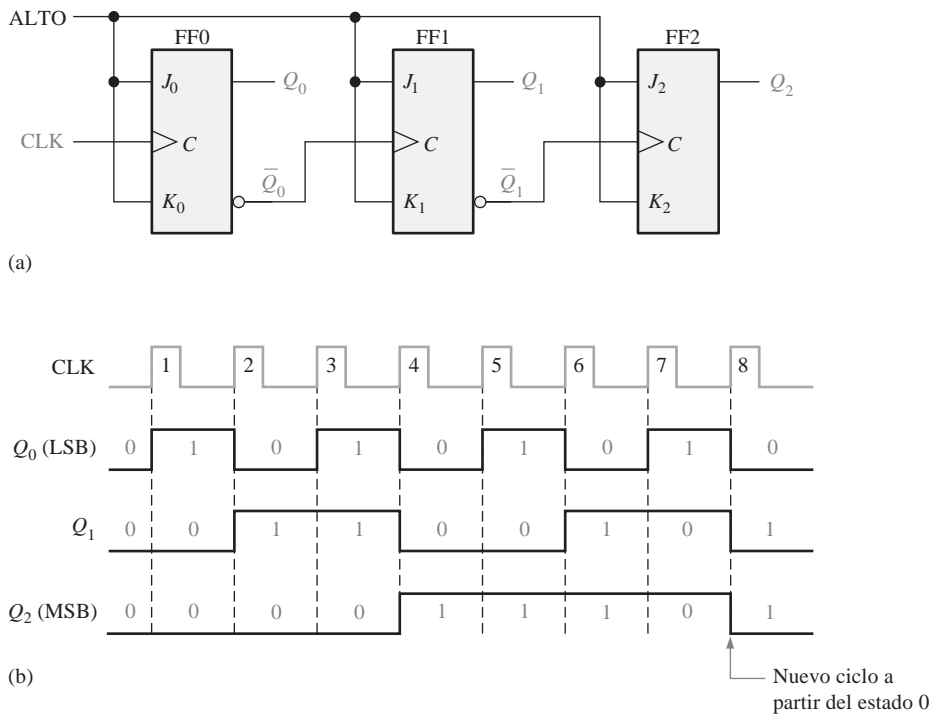 ALTO
FF0 FF1 FF2
J0 Q0 J1 Q1 J2 Q2
CLK C C C
Q̅0 Q̅1
K0 K1 K2
(a)
CLK 1 2 3 4 5 6 7 8
Q0 (LSB) 0 1 0 1 0 1 0 1 0
Q1 0 0 1 1 0 0 1 0 1
Q2 (MSB) 0 0 0 0 1 1 1 0 1
(b)
Nuevo ciclo a
partir del estado 0